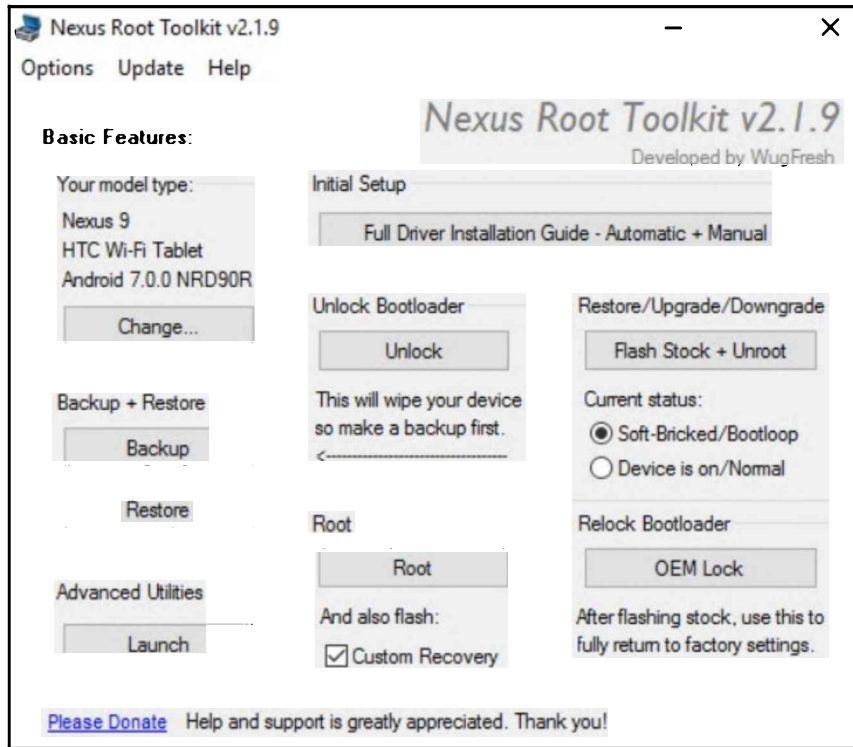 Nexus Root Toolkit v2.1.9
Options Update Help
Nexus Root Toolkit v2.1.9
Developed by WugFresh
Basic Features:
Your model type:
Nexus 9
HTC Wi-Fi Tablet
Android 7.0.0 NRD90R
Change...
Initial Setup
Full Driver Installation Guide - Automatic + Manual
Unlock Bootloader
Unlock
This will wipe your device
so make a backup first.
<-----------------------------------
Restore/Upgrade/Downgrade
Flash Stock + Unroot
Current status:
Soft-Bricked/Bootloop
Device is on/Normal
Backup + Restore
Backup
Restore
Root
Root
And also flash:
Custom Recovery
Relock Bootloader
OEM Lock
After flashing stock, use this to
fully return to factory settings.
Advanced Utilities
Launch
Please Donate Help and support is greatly appreciated. Thank you!